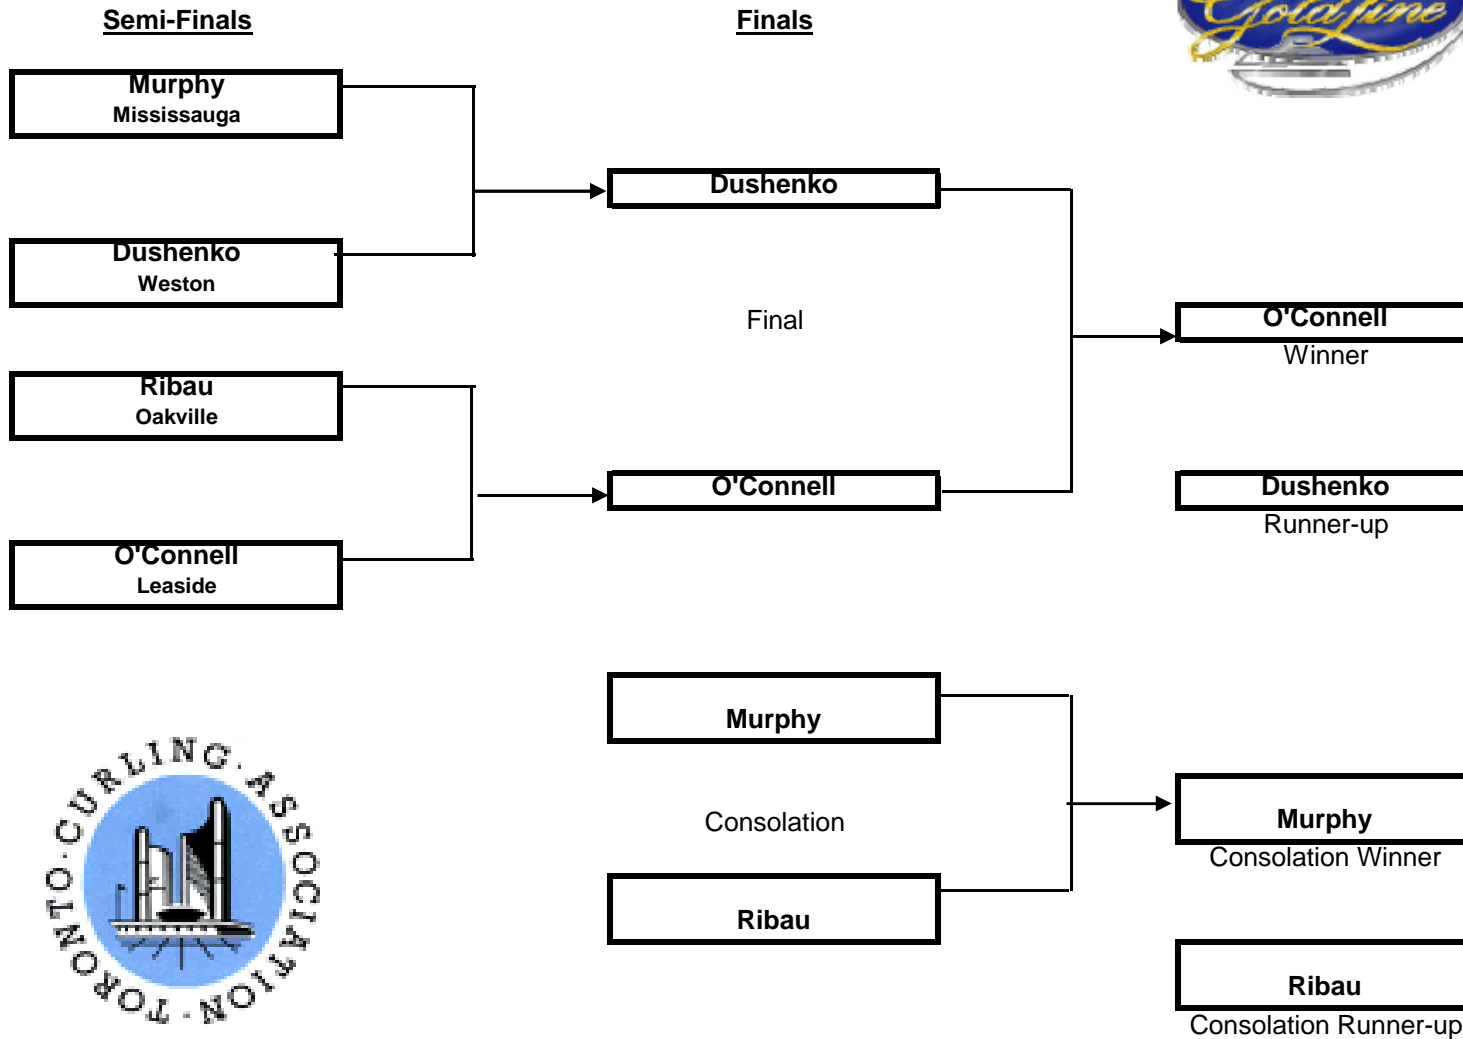 Semi-Finals
Finals
Goldline
Murphy
Mississauga
Dushenko
Weston
Ribau
Oakville
O'Connell
Leaside
Dushenko
Final
O'Connell
O'Connell
Winner
Dushenko
Runner-up
Murphy
Consolation
Ribau
Murphy
Consolation Winner
Ribau
Consolation Runner-up
TORONTO·CURLING·ASSOCIATION·